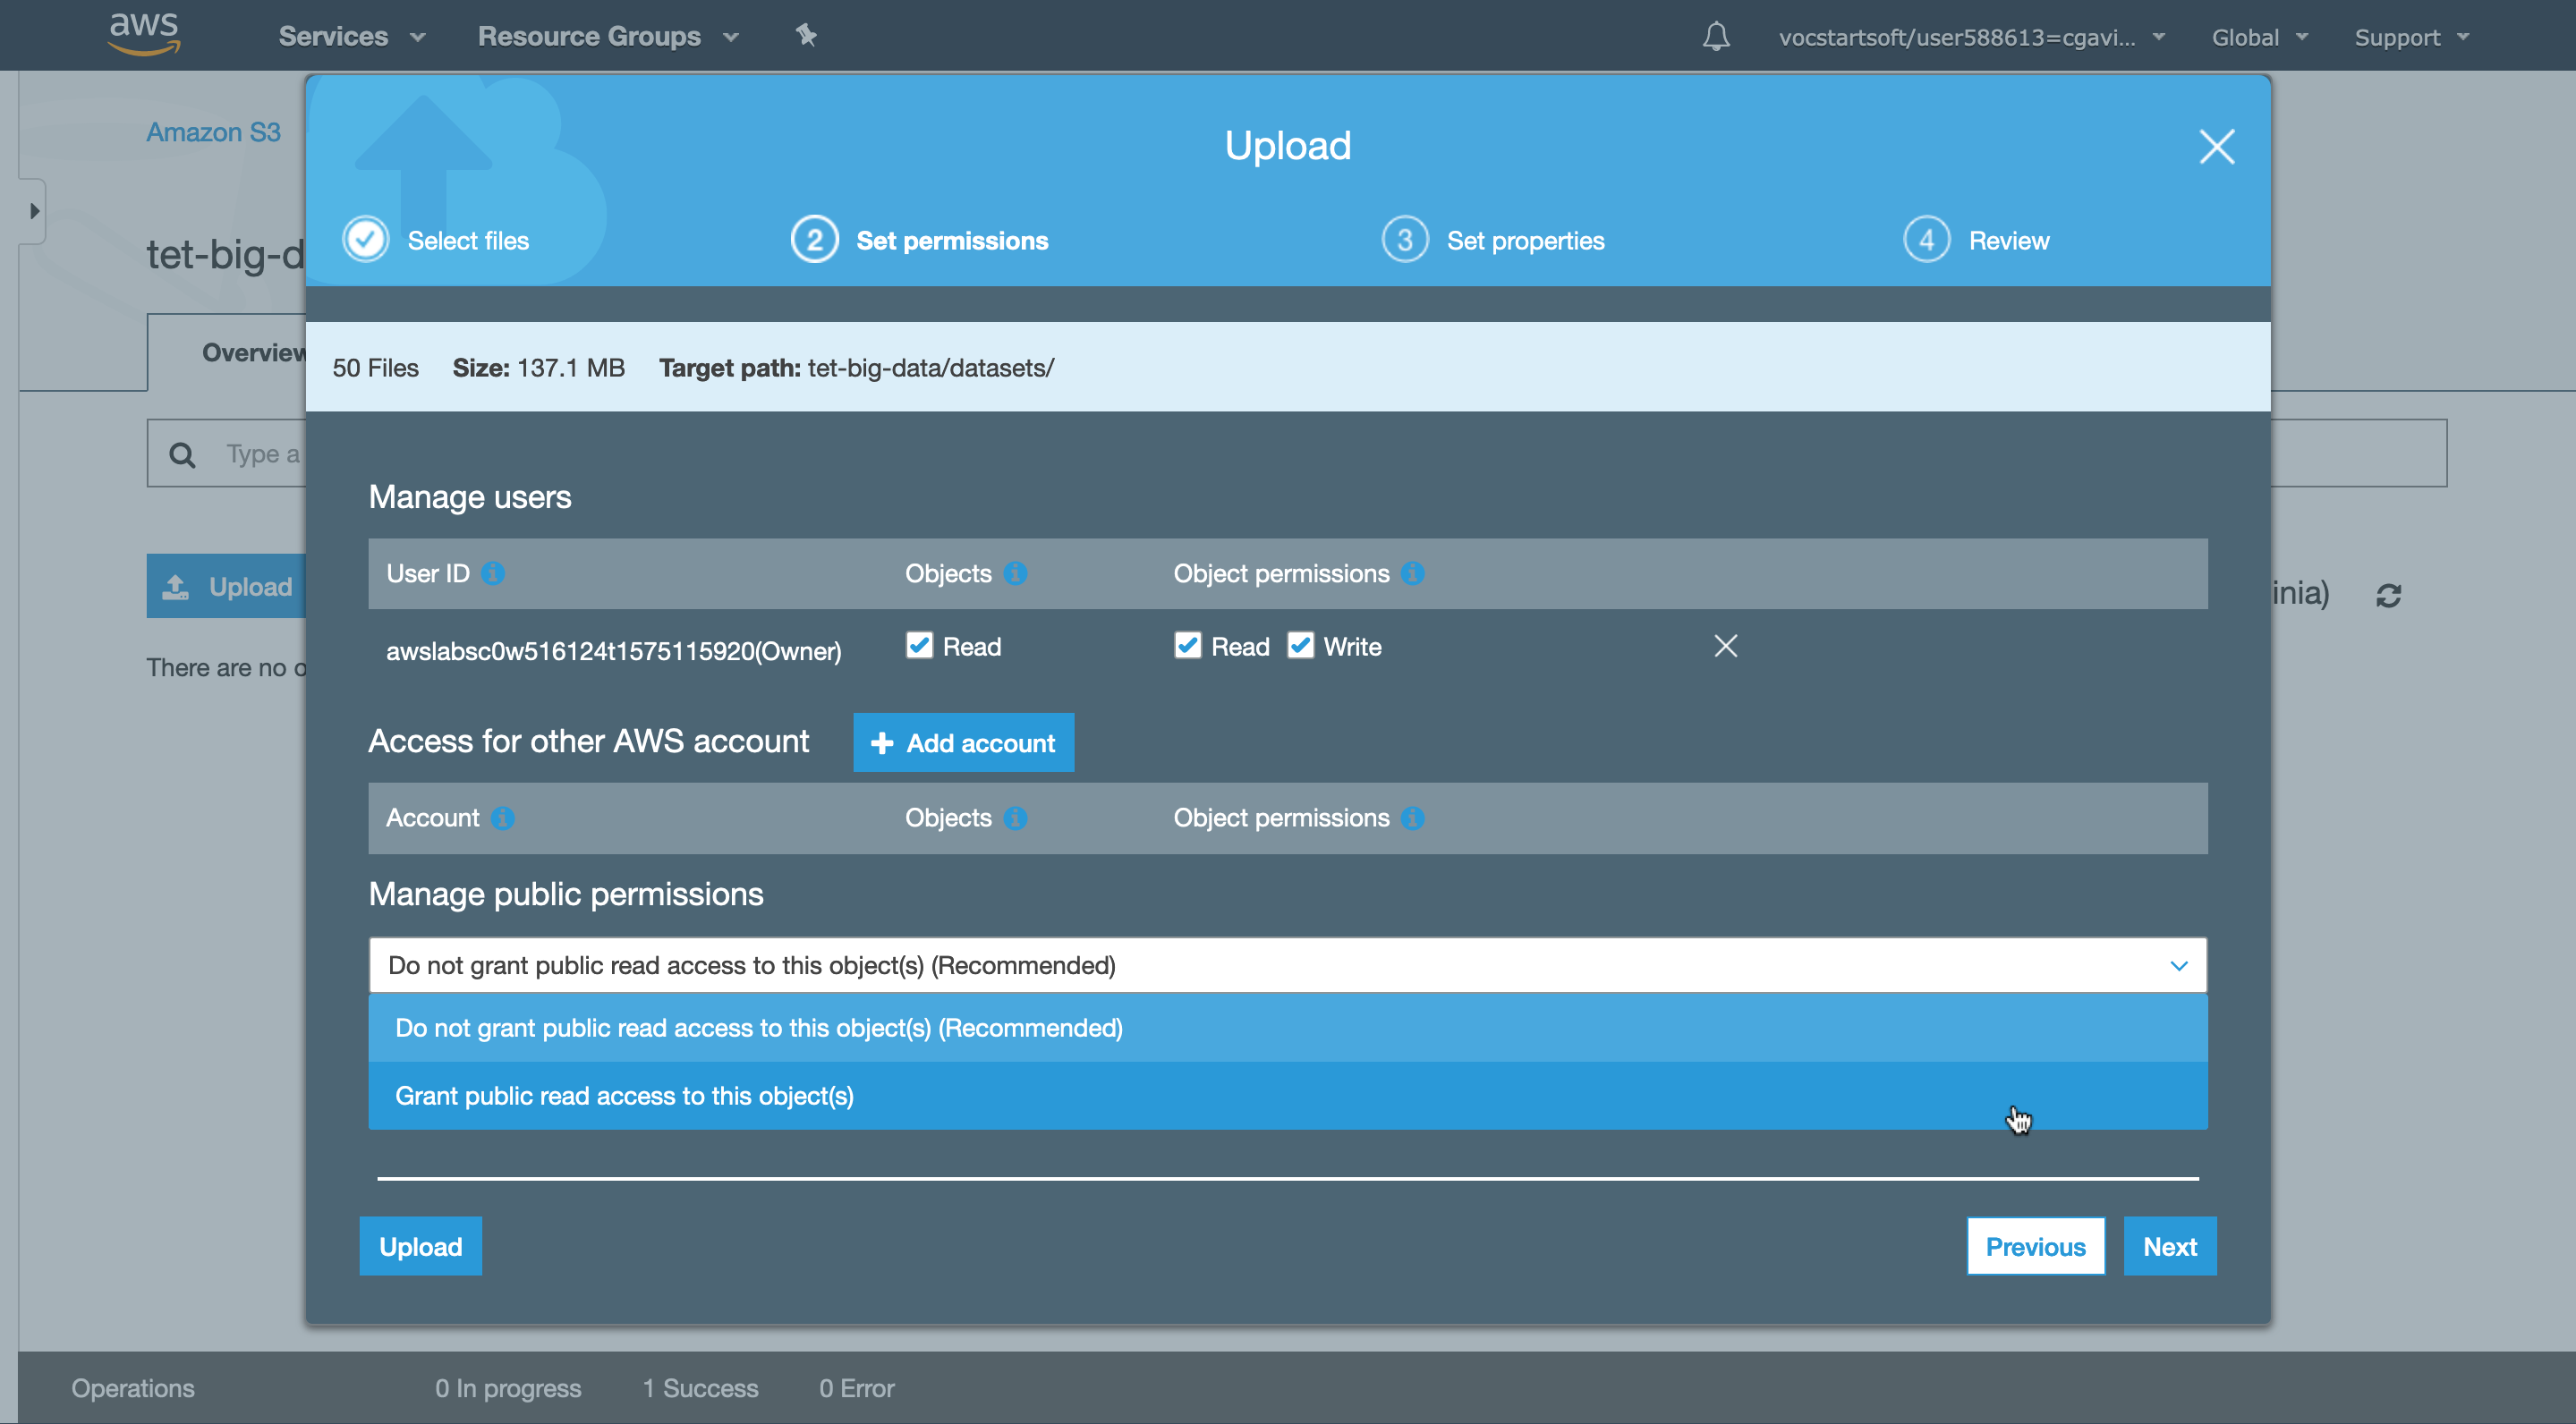 aws Services Resource Groups vocstartsoft/user588613=cgavi... Global Support
Amazon S3
Upload
Select files 2 Set permissions 3 Set properties 4 Review
tet-big-d
Overview
50 Files Size: 137.1 MB Target path: tet-big-data/datasets/
Type a
Manage users
User ID Objects Object permissions
Upload
inia)
awslabsc0w516124t1575115920(Owner) Read Read Write
There are no o
Access for other AWS account Add account
Account Objects Object permissions
Manage public permissions
Do not grant public read access to this object(s) (Recommended)
Do not grant public read access to this object(s) (Recommended)
Grant public read access to this object(s)
Upload Previous Next
Operations 0 In progress 1 Success 0 Error